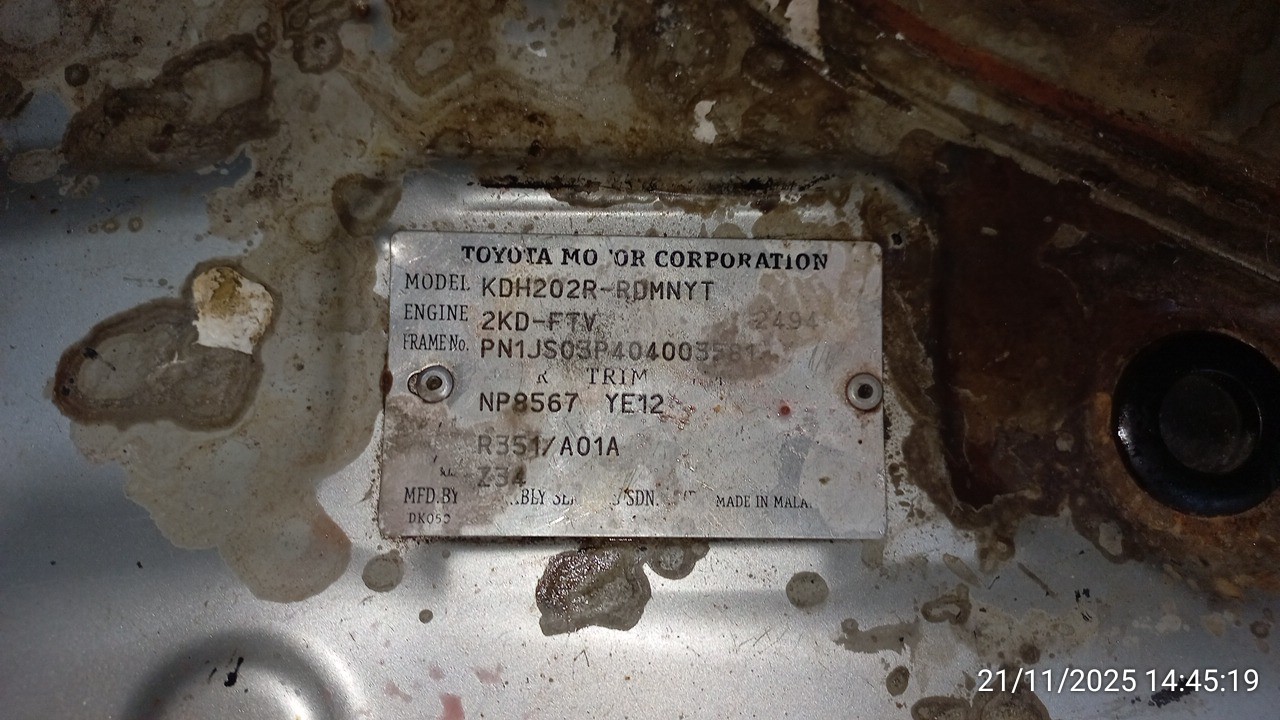 TOYOTA MO OR CORPORATION
MODEL KDH202R-RDMNYT
ENGINE 2KD-FTV 2494
FRAME No.
R TRIM
NP8567 YE12
R351/A01A
Z34
MFD.BY SDN. MADE IN
21/11/2025 14:45:19